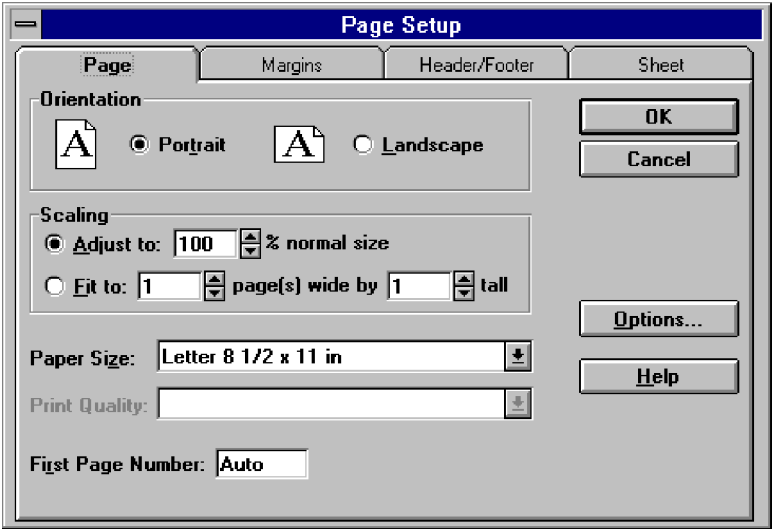 Page Setup
Page Margins Header/Footer Sheet
Orientation
A Portrait A Landscape
OK
Cancel
Scaling
Adjust to: 100 % normal size
Fit to: 1 page(s) wide by 1 tall
Options...
Paper Size: Letter 8 1/2 x 11 in
Help
Print Quality:
First Page Number: Auto